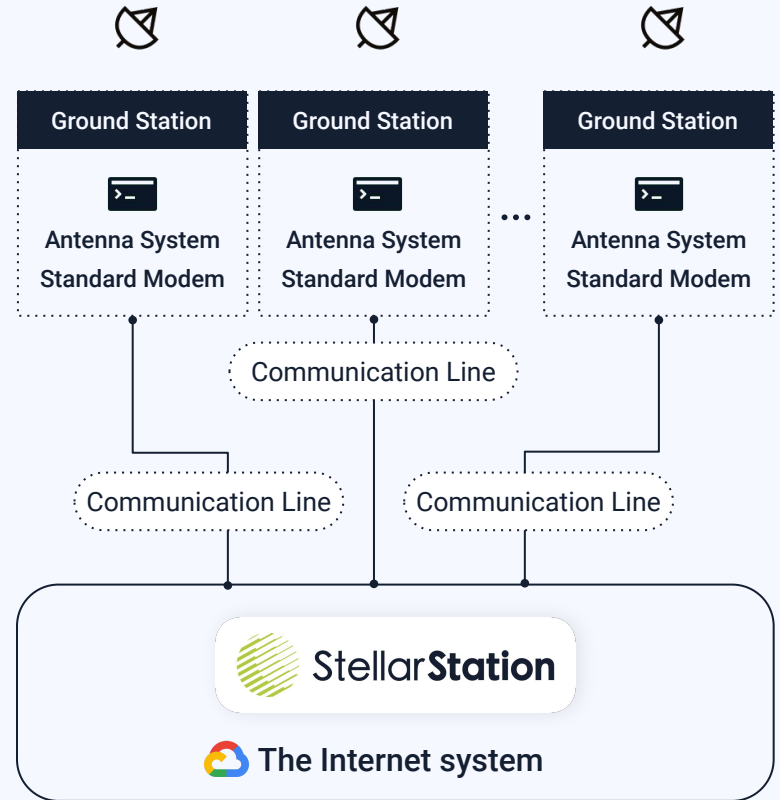 Ground Station
Antenna System
Standard Modem
Ground Station
Antenna System
Standard Modem
...
Ground Station
Antenna System
Standard Modem
Communication Line
Communication Line
Communication Line
StellarStation
The Internet system